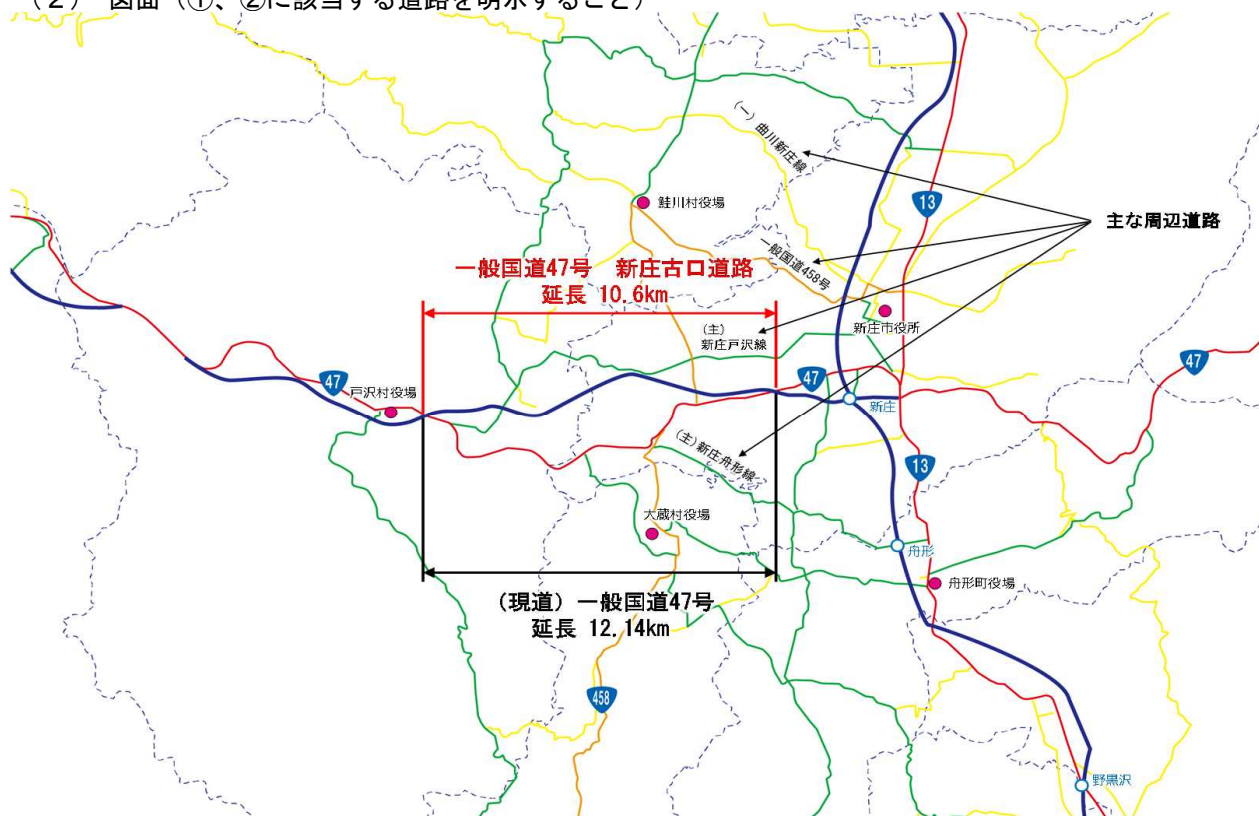 (2) 図面(①、②に該当する道路を明示すること)
(一)曲川新庄線
13
鮭川村役場
主な周辺道路
一般国道458号
一般国道47号 新庄古口道路
延長 10.6km
新庄市役所
(主)
新庄戸沢線
47
47
47
戸沢村役場
新庄
(主)新庄舟形線
13
大蔵村役場
舟形
舟形町役場
(現道)一般国道47号
延長 12.14km
458
野黒沢